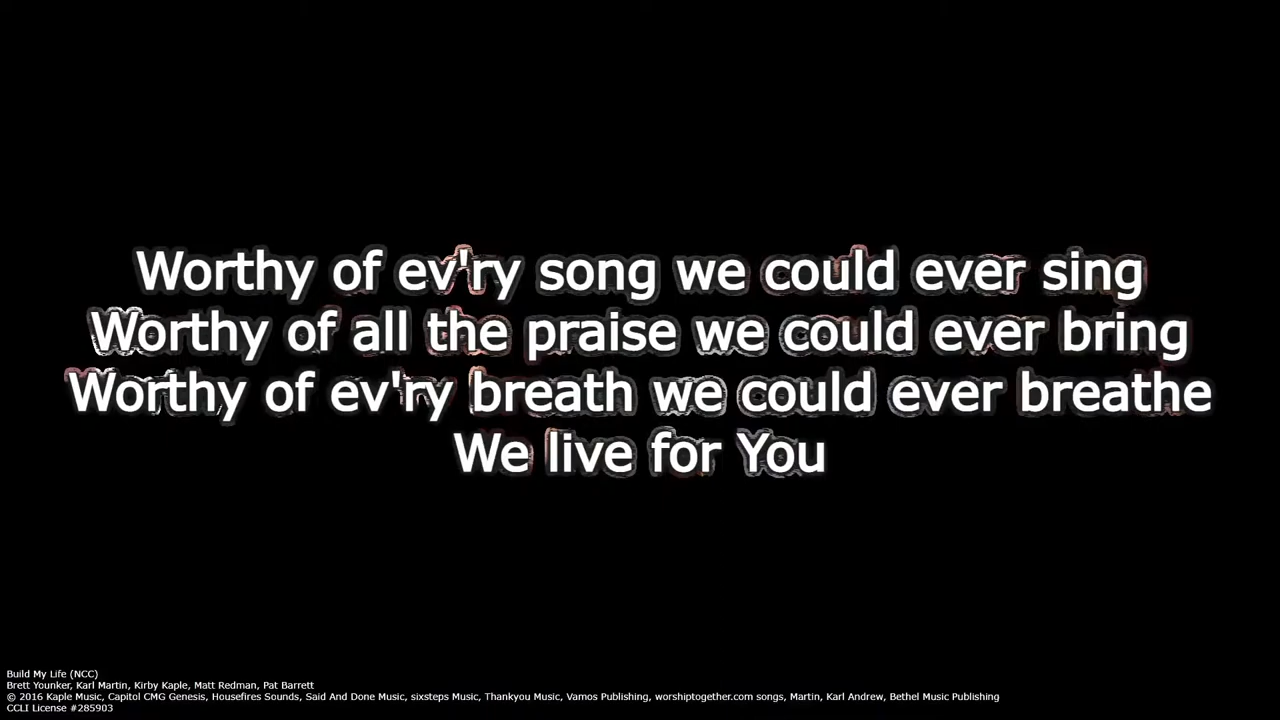 Worthy of ev'ry song we could ever sing
Worthy of all the praise we could ever bring
Worthy of ev'ry breath we could ever breathe
We live for You
Build My Life (NCC)
Brett Younker, Karl Martin, Kirby Kaple, Matt Redman, Pat Barrett
© 2016 Kaple Music, Capitol CMG Genesis, Housefires Sounds, Said And Done Music, sixsteps Music, Thankyou Music, Vamos Publishing, worshiptogether.com songs, Martin, Karl Andrew, Bethel Music Publishing
CCLI License #285903